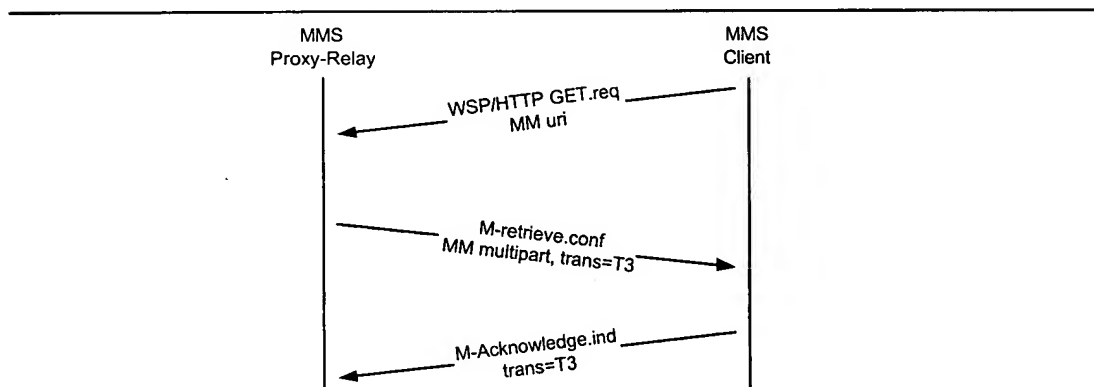 MMS
Proxy-Relay
MMS
Client
WSP/HTTP GET.req
MM uri
M-retrieve.conf
MM multipart, trans=T3
M-Acknowledge.ind
trans=T3